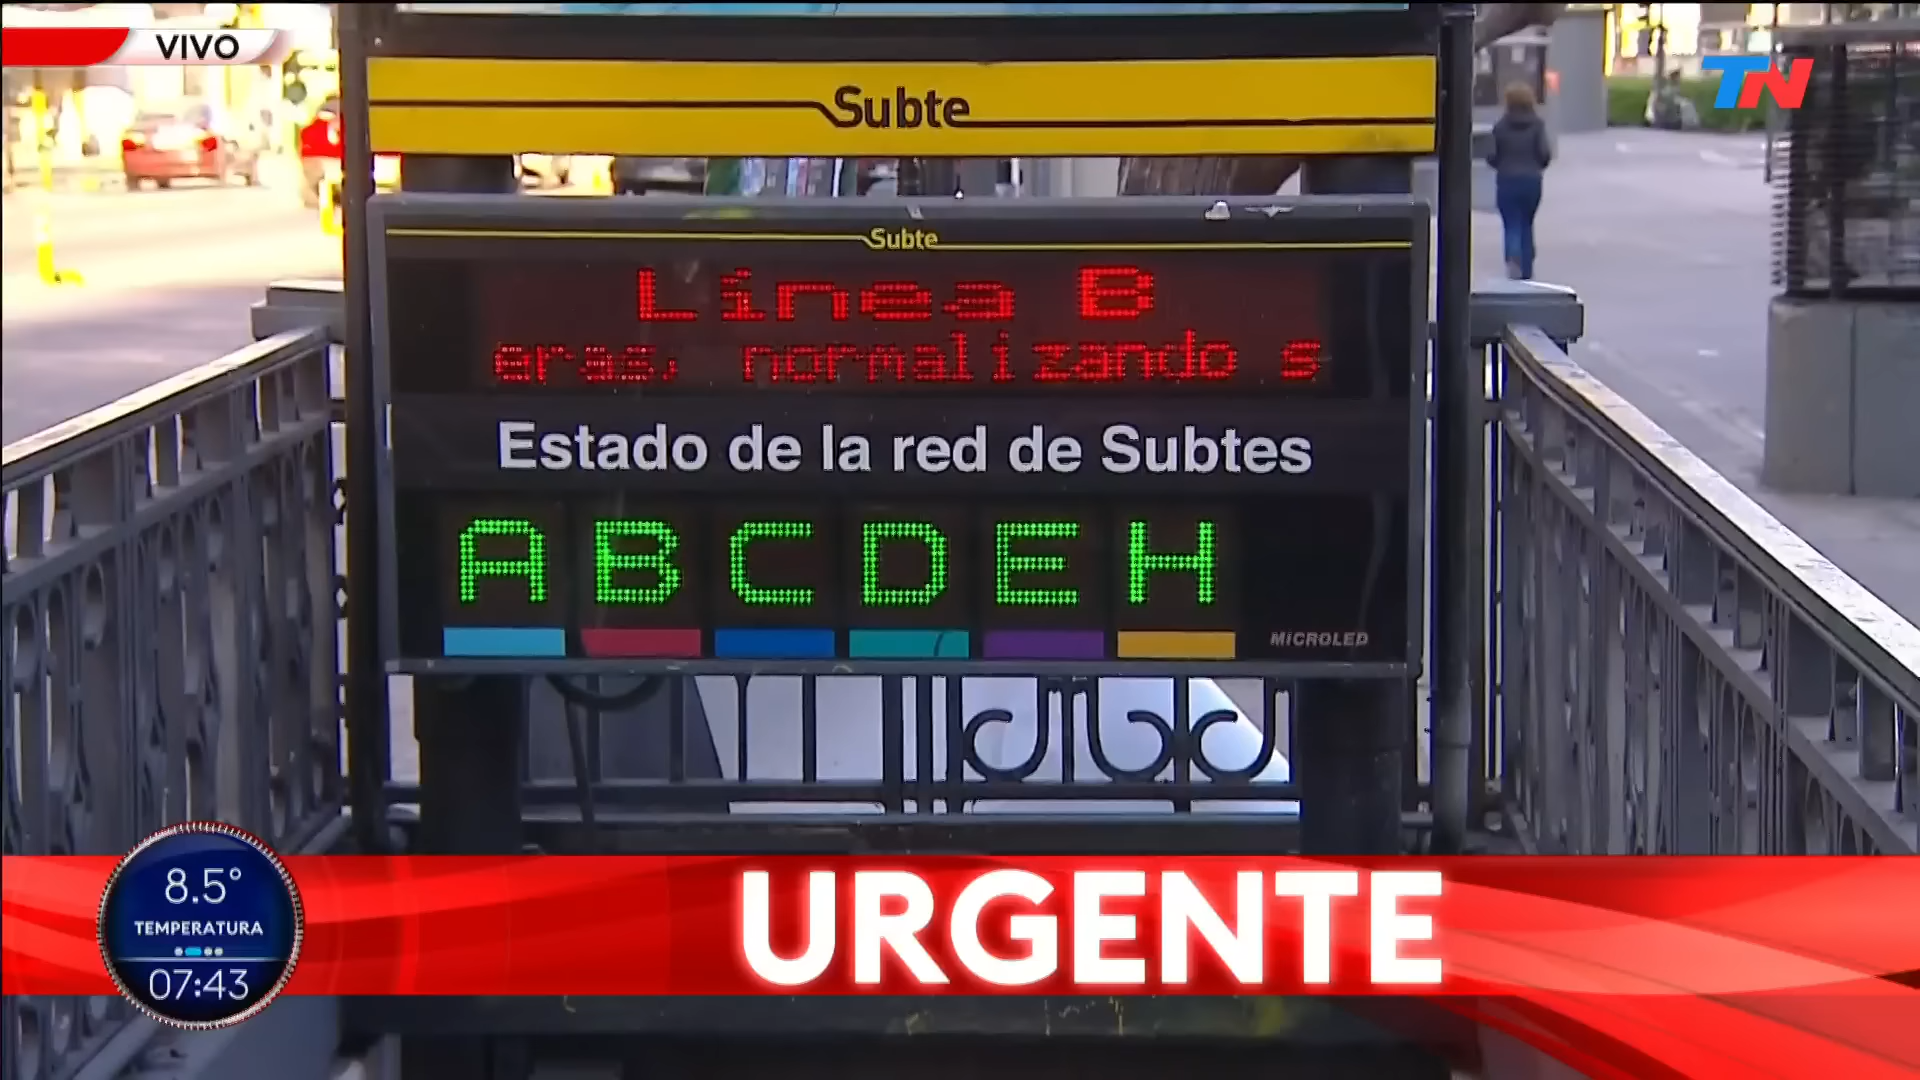 VIVO
TN
Subte
Subte
Línea B
eras, normalizando s
Estado de la red de Subtes
A B C D E H
MiCROLED
8.5°
TEMPERATURA
07:43
URGENTE